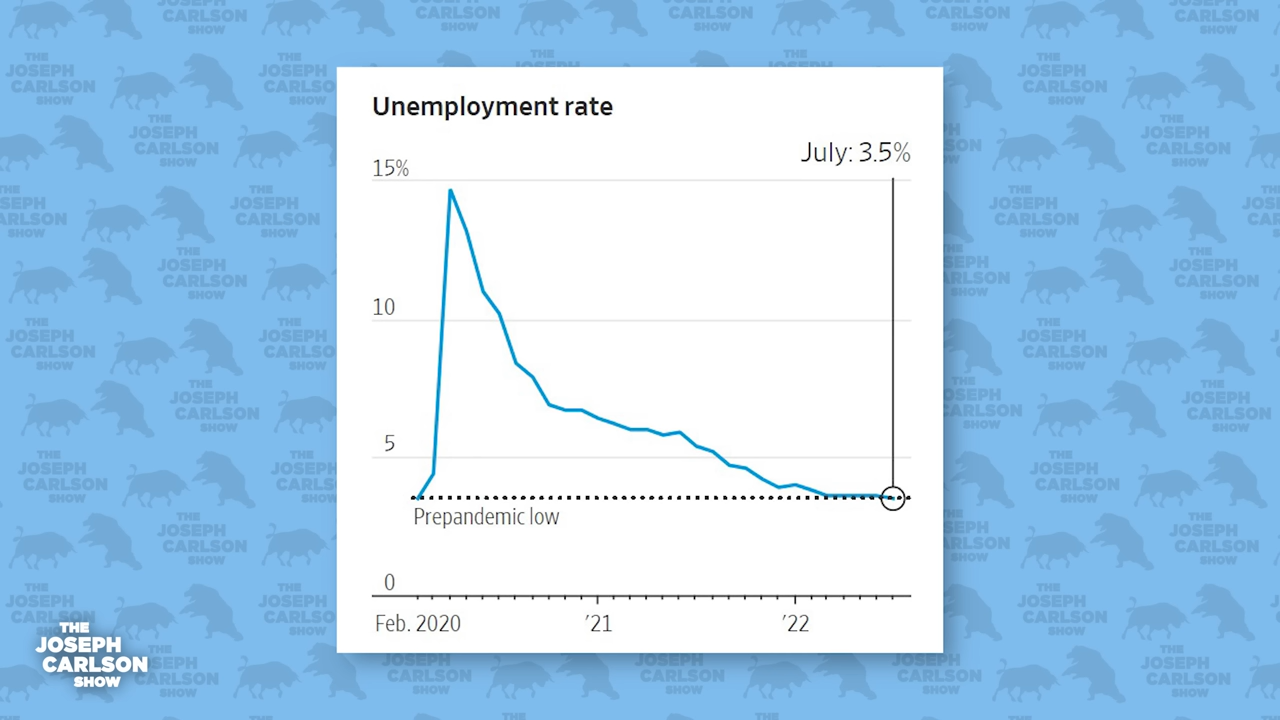 Unemployment rate
July: 3.5%
15%
10
5
Prepandemic low
0
Feb. 2020
’21
’22
THE
JOSEPH
CARLSON
SHOW